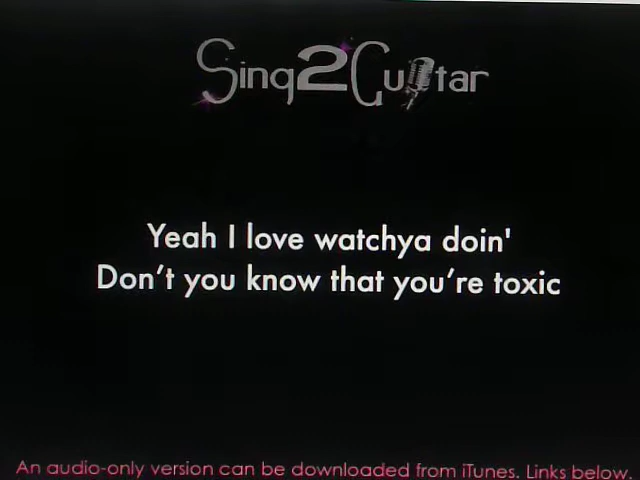 Sing2Guitar
Yeah I love watchya doin'
Don't you know that you're toxic
An audio-only version can be downloaded from iTunes. Links below.